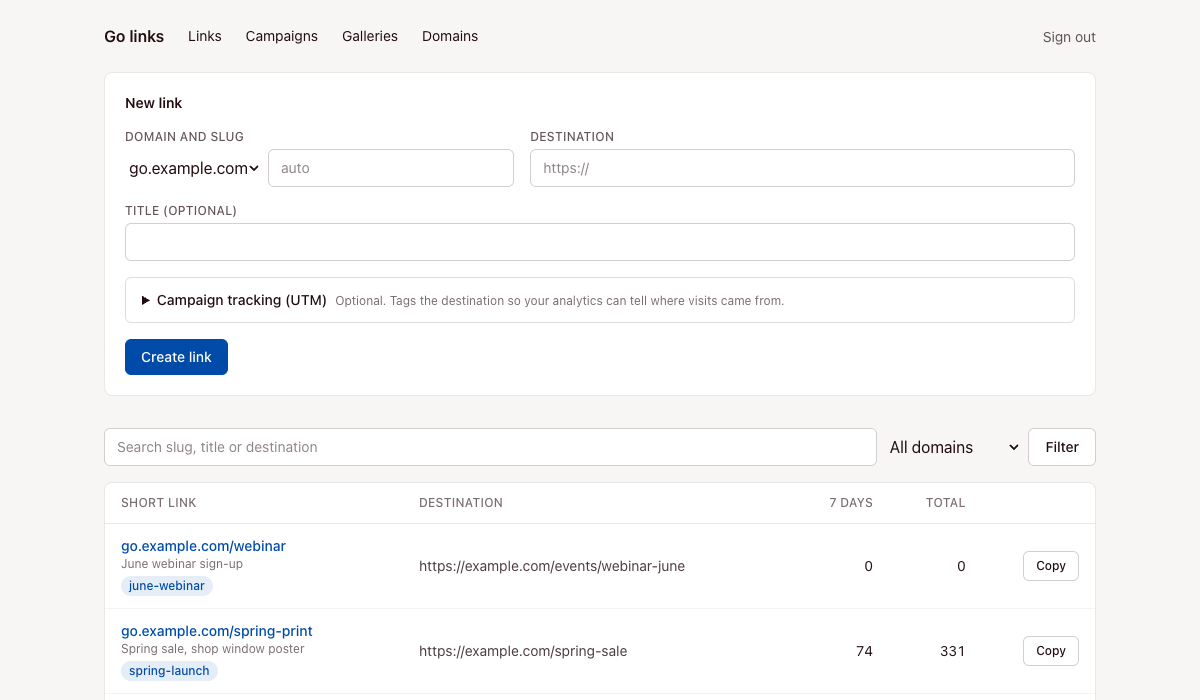 Go links Links Campaigns Galleries Domains Sign out
New link
DOMAIN AND SLUG DESTINATION
go.example.com auto https://
TITLE (OPTIONAL)
Campaign tracking (UTM) Optional. Tags the destination so your analytics can tell where visits came from.
Create link
Search slug, title or destination All domains Filter
SHORT LINK DESTINATION 7 DAYS TOTAL
go.example.com/webinar
June webinar sign-up
june-webinar
https://example.com/events/webinar-june 0 0 Copy
go.example.com/spring-print
Spring sale, shop window poster
spring-launch
https://example.com/spring-sale 74 331 Copy